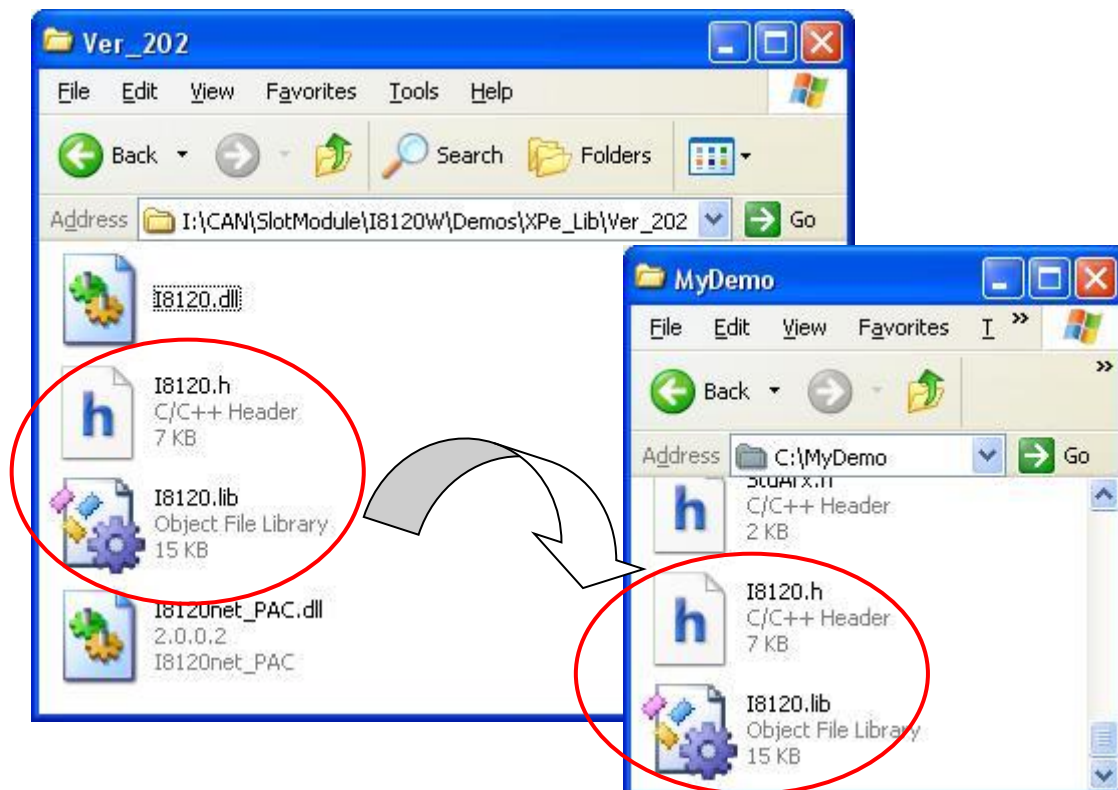 Ver_202
File Edit View Favorites Tools Help
Back Search Folders
Address I:\CAN\SlotModule\I8120W\Demos\XPe_Lib\Ver_202 Go
I8120.dll
I8120.h
C/C++ Header
7 KB
I8120.lib
Object File Library
15 KB
I8120net_PAC.dll
2.0.0.2
I8120net_PAC
MyDemo
File Edit View Favorites T »
Back »
Address C:\MyDemo Go
C/C++ Header
2 KB
I8120.h
C/C++ Header
7 KB
I8120.lib
Object File Library
15 KB